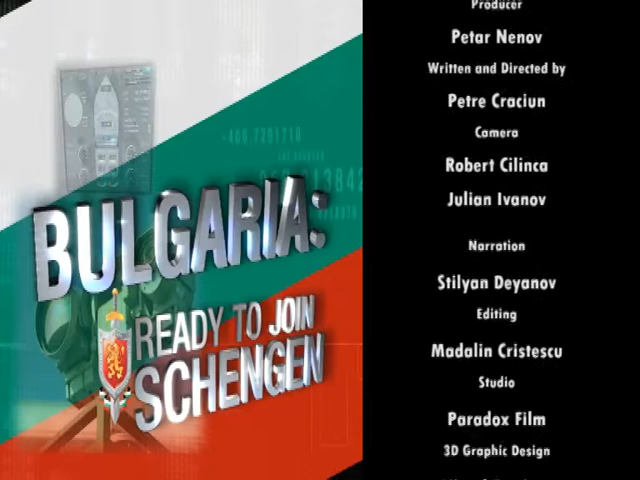 BULGARIA:
READY TO JOIN
SCHENGEN
Producer
Petar Nenov
Written and Directed by
Petre Craciun
Camera
Robert Cilinca
Julian Ivanov
Narration
Stilyan Deyanov
Editing
Madalin Cristescu
Studio
Paradox Film
3D Graphic Design